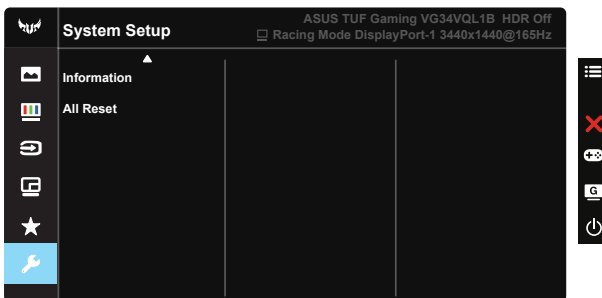 System Setup
ASUS TUF Gaming VG34VQL1B HDR Off
Racing Mode DisplayPort-1 3440x1440@165Hz
Information
All Reset
G